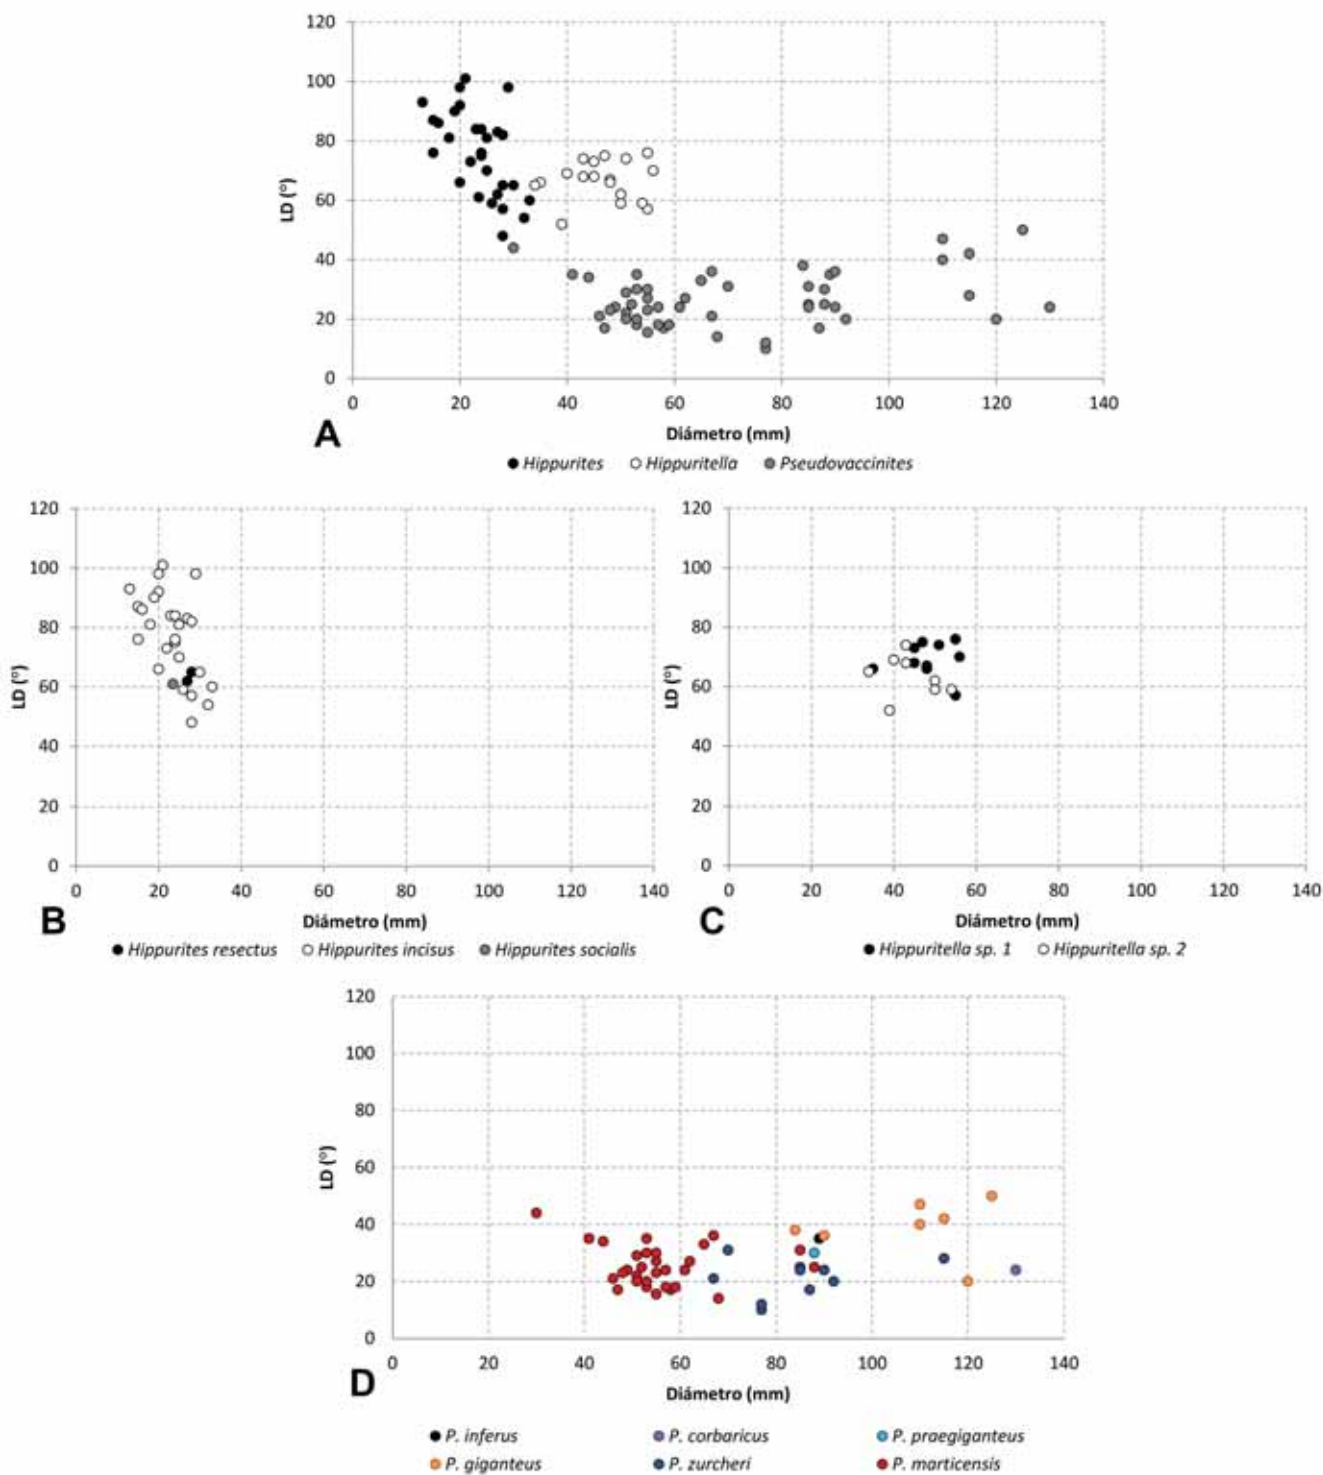 120
100
80
60
40
20
0
LD (°)
0 20 40 60 80 100 120 140
Diámetro (mm)
A
Hippurites Hippuritella Pseudovaccinites
120
100
80
60
40
20
0
LD (°)
0 20 40 60 80 100 120 140
Diámetro (mm)
B
Hippurites resectus Hippurites incisus Hippurites socialis
120
100
80
60
40
20
0
LD (°)
0 20 40 60 80 100 120 140
Diámetro (mm)
C
Hippuritella sp. 1 Hippuritella sp. 2
120
100
80
60
40
20
0
LD (°)
0 20 40 60 80 100 120 140
Diámetro (mm)
D
P. inferus P. corbaricus P. praegiganteus
P. giganteus P. zurcheri P. marticensis